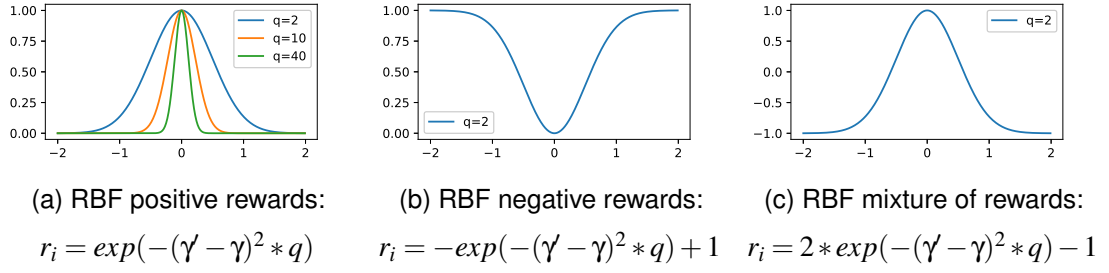 1.00
0.75
0.50
0.25
0.00
−2 −1 0 1 2
q=2
q=10
q=40
1.00
0.75
0.50
0.25
0.00
−2 −1 0 1 2
q=2
1.0
0.5
0.0
−0.5
−1.0
−2 −1 0 1 2
q=2
(a) RBF positive rewards:
r_i = exp(−(γ′ − γ)² * q)
(b) RBF negative rewards:
r_i = −exp(−(γ′ − γ)² * q) + 1
(c) RBF mixture of rewards:
r_i = 2 * exp(−(γ′ − γ)² * q) − 1